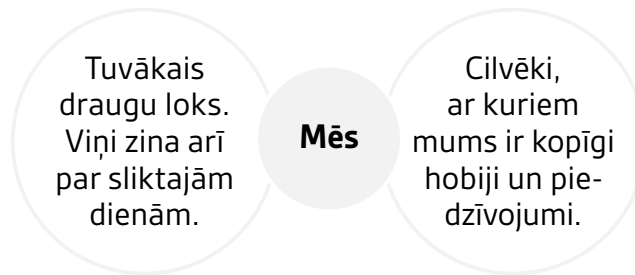 Tuvākais
draugu loks.
Viņi zina arī
par sliktajām
dienām.
Mēs
Cilvēki,
ar kuriem
mums ir kopīgi
hobiji un pie-
dzīvojumi.